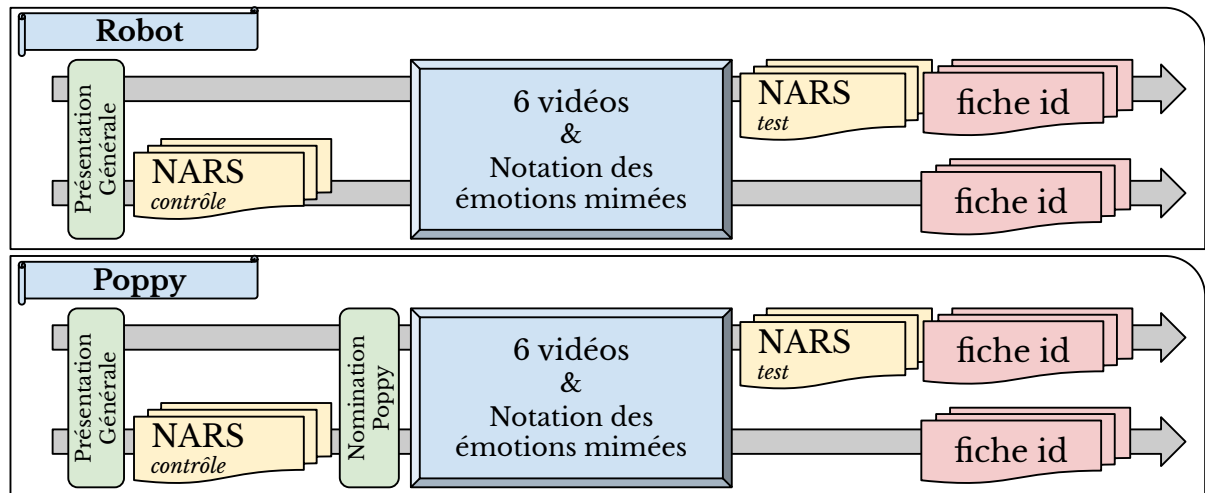 Robot
Présentation
Générale
NARS
contrôle
6 vidéos
&
Notation des
émotions mimées
NARS
test
fiche id
fiche id
Poppy
Présentation
Générale
NARS
contrôle
Nomination
Poppy
6 vidéos
&
Notation des
émotions mimées
NARS
test
fiche id
fiche id